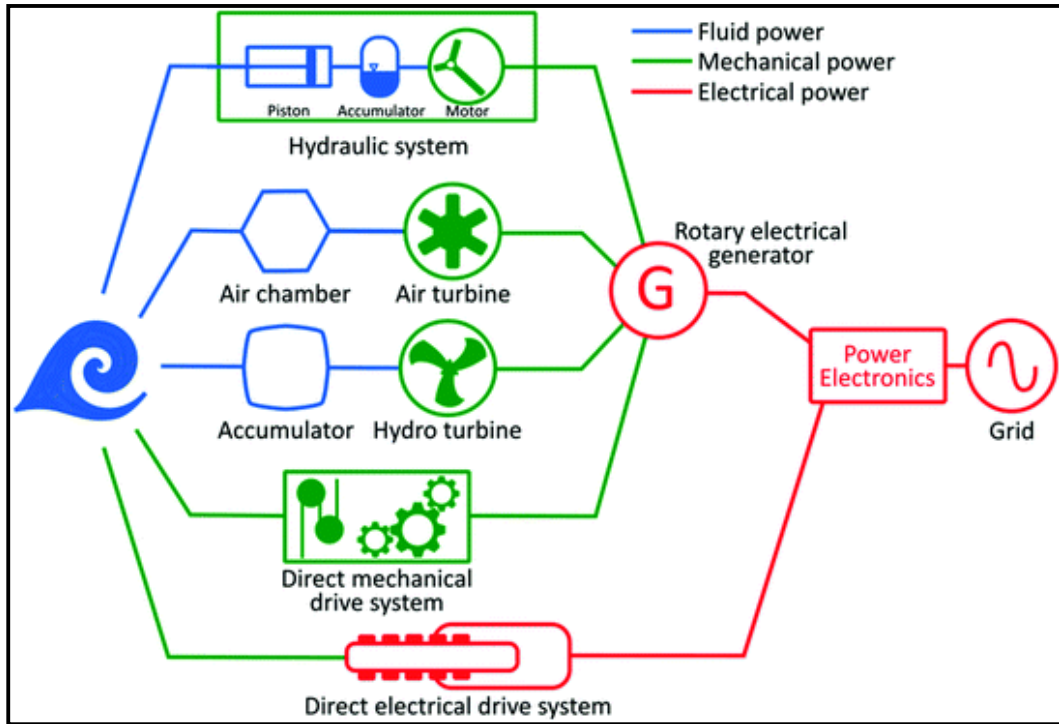 Fluid power
Mechanical power
Electrical power
Piston
Accumulator
Motor
Hydraulic system
Rotary electrical
generator
G
Air chamber
Air turbine
Power
Electronics
Accumulator
Hydro turbine
Grid
Direct mechanical
drive system
Direct electrical drive system